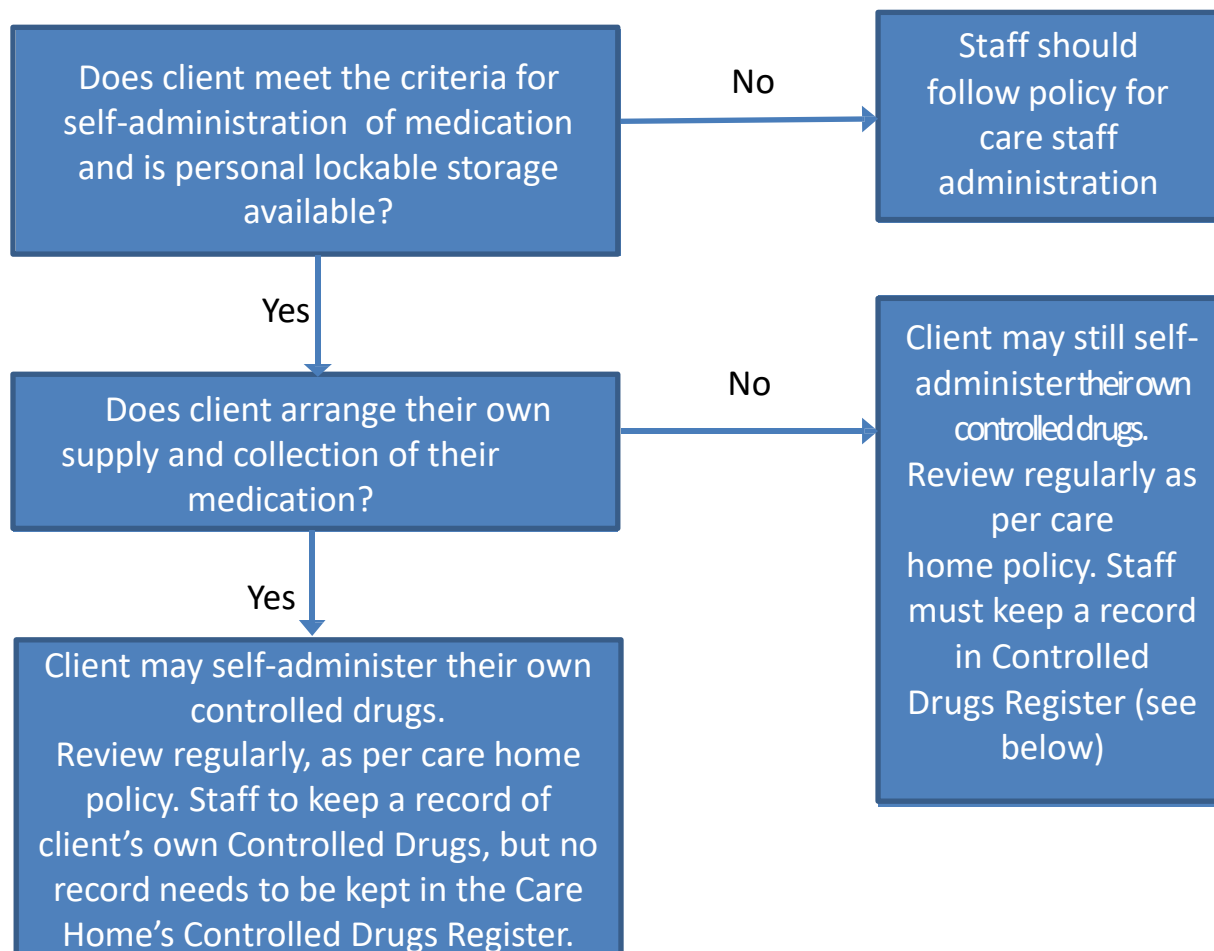 Does client meet the criteria for
self-administration of medication
and is personal lockable storage
available?
No
Staff should
follow policy for
care staff
administration
Yes
Does client arrange their own
supply and collection of their
medication?
No
Client may still self-
administer their own
controlled drugs.
Review regularly as
per care
home policy. Staff
must keep a record
in Controlled
Drugs Register (see
below)
Yes
Client may self-administer their own
controlled drugs.
Review regularly, as per care home
policy. Staff to keep a record of
client’s own Controlled Drugs, but no
record needs to be kept in the Care
Home’s Controlled Drugs Register.